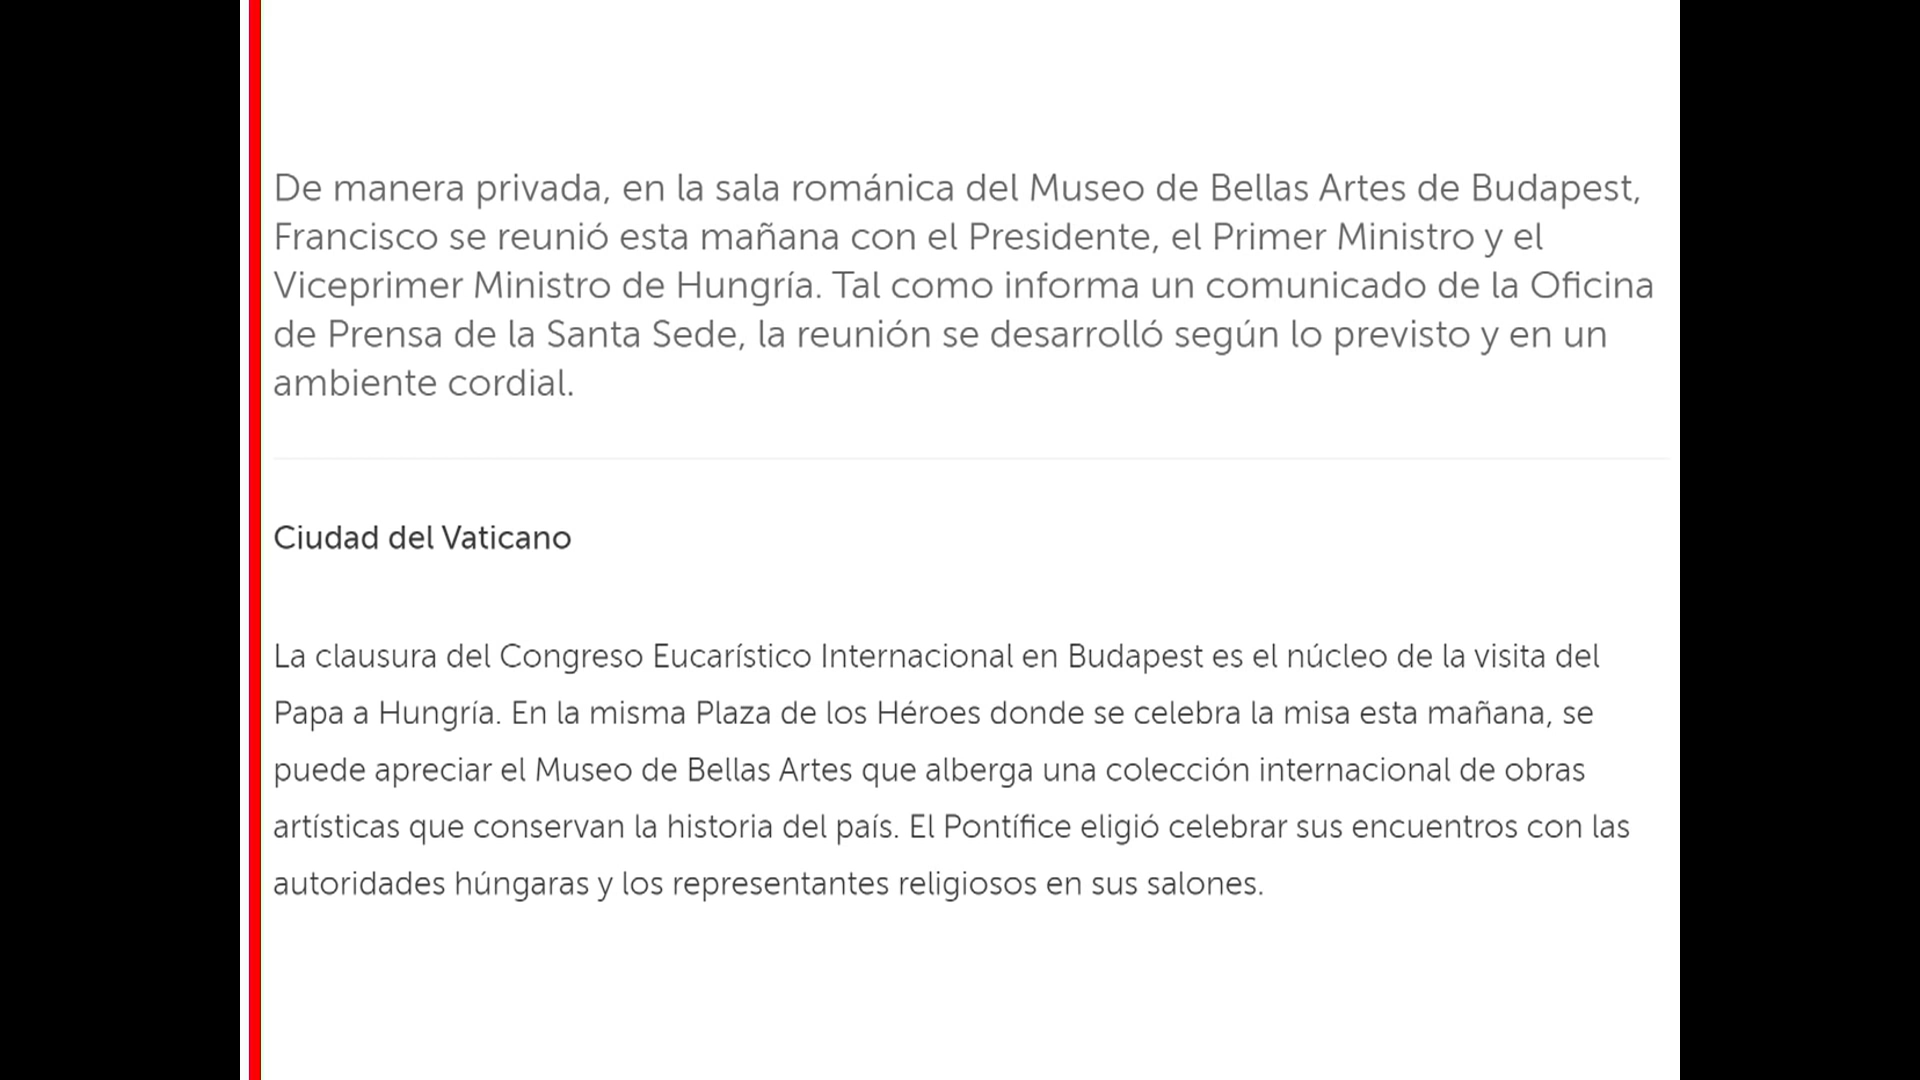 De manera privada, en la sala románica del Museo de Bellas Artes de Budapest,
Francisco se reunió esta mañana con el Presidente, el Primer Ministro y el
Viceprimer Ministro de Hungría. Tal como informa un comunicado de la Oficina
de Prensa de la Santa Sede, la reunión se desarrolló según lo previsto y en un
ambiente cordial.
Ciudad del Vaticano
La clausura del Congreso Eucarístico Internacional en Budapest es el núcleo de la visita del
Papa a Hungría. En la misma Plaza de los Héroes donde se celebra la misa esta mañana, se
puede apreciar el Museo de Bellas Artes que alberga una colección internacional de obras
artísticas que conservan la historia del país. El Pontífice eligió celebrar sus encuentros con las
autoridades húngaras y los representantes religiosos en sus salones.